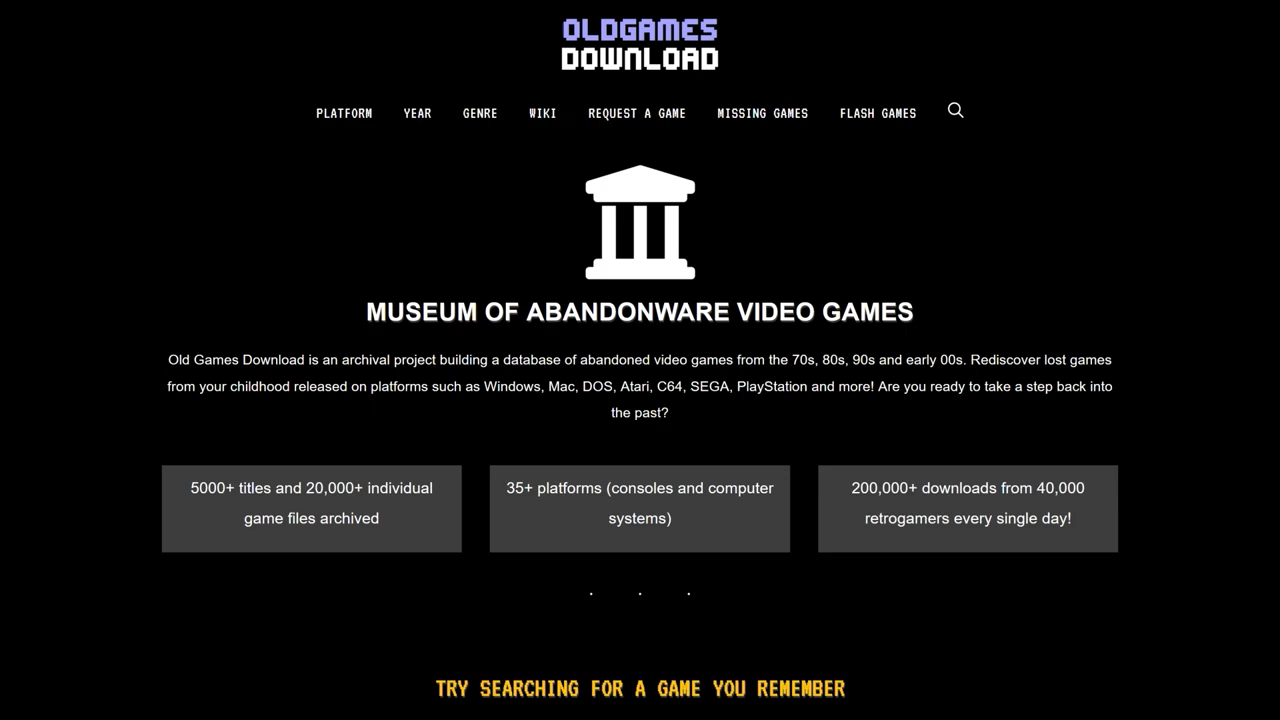 OLDGAMES
DOWNLOAD
PLATFORM YEAR GENRE WIKI REQUEST A GAME MISSING GAMES FLASH GAMES
MUSEUM OF ABANDONWARE VIDEO GAMES
Old Games Download is an archival project building a database of abandoned video games from the 70s, 80s, 90s and early 00s. Rediscover lost games
from your childhood released on platforms such as Windows, Mac, DOS, Atari, C64, SEGA, PlayStation and more! Are you ready to take a step back into
the past?
5000+ titles and 20,000+ individual
game files archived
35+ platforms (consoles and computer
systems)
200,000+ downloads from 40,000
retrogamers every single day!
. . .
TRY SEARCHING FOR A GAME YOU REMEMBER